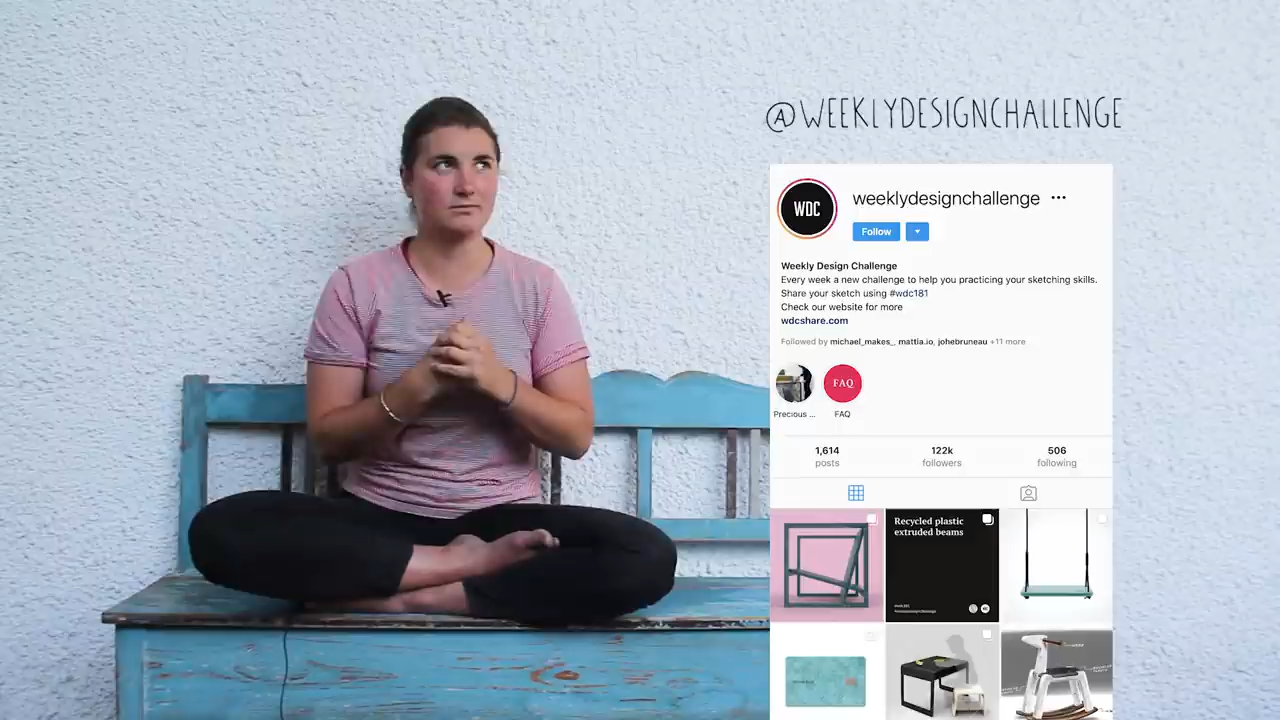 @WEEKLYDESIGNCHALLENGE
WDC
weeklydesignchallenge ...
Follow
Weekly Design Challenge
Every week a new challenge to help you practicing your sketching skills.
Share your sketch using #wdc181
Check our website for more
wdcshare.com
Followed by michael_makes_, mattia.io, johebruneau +11 more
FAQ
Precious ...
FAQ
1,614
122k
506
posts
followers
following
Recycled plastic
extruded beams